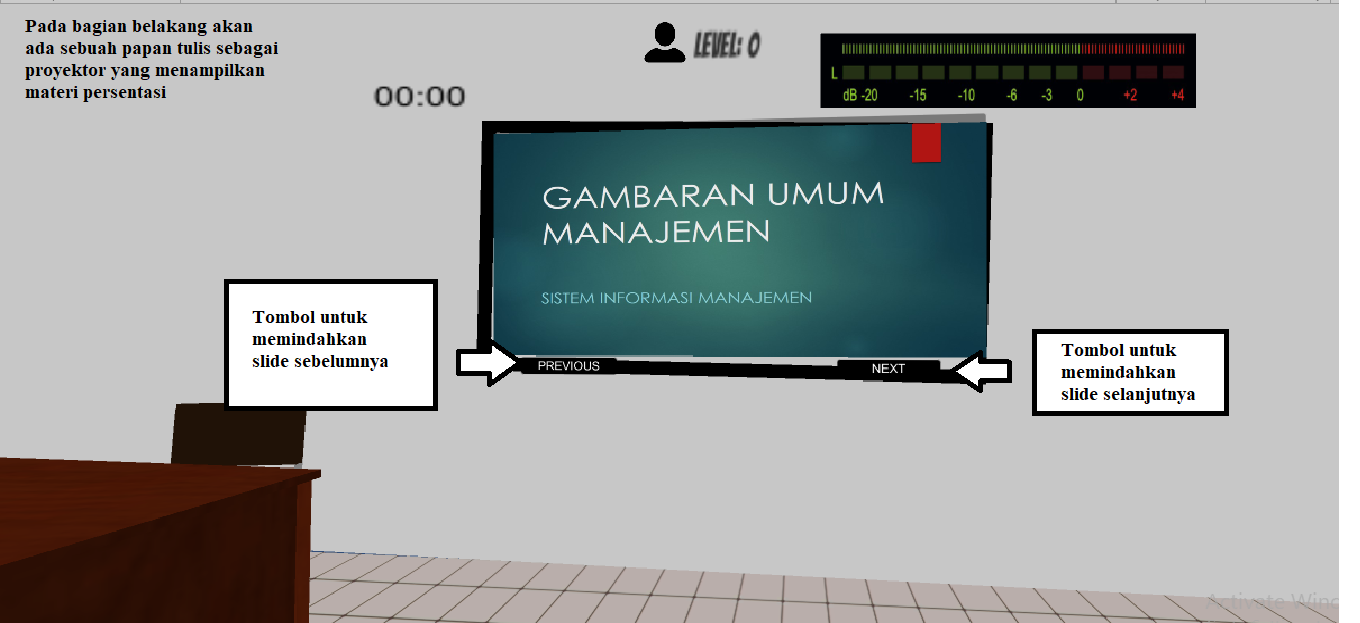 Pada bagian belakang akan
ada sebuah papan tulis sebagai
proyektor yang menampilkan
materi persentasi
LEVEL: 0
00:00
L
dB -20 -15 -10 -6 -3 0 +2 +4
GAMBARAN UMUM
MANAJEMEN
SISTEM INFORMASI MANAJEMEN
Tombol untuk
memindahkan
slide sebelumnya
PREVIOUS
NEXT
Tombol untuk
memindahkan
slide selanjutnya
Activate Wind